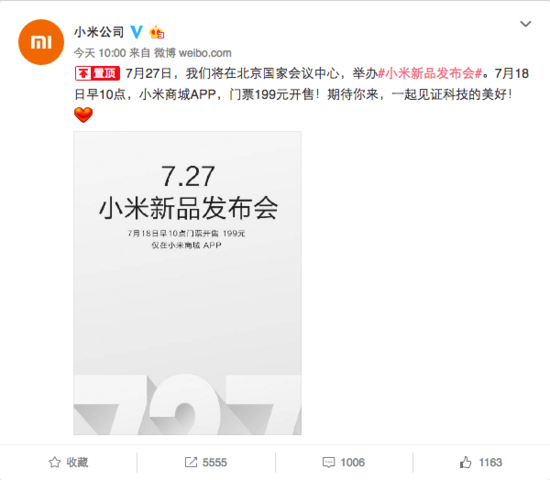 小米公司
今天 10:00 来自 微博 weibo.com
置顶 7月27日，我们将在北京国家会议中心，举办#小米新品发布会#。7月18
日早10点，小米商城APP，门票199元开售！期待你来，一起见证科技的美好！
7.27
小米新品发布会
7月18日早10点门票开售 199元
仅在小米商城 APP
727
收藏
5555
1006
1163